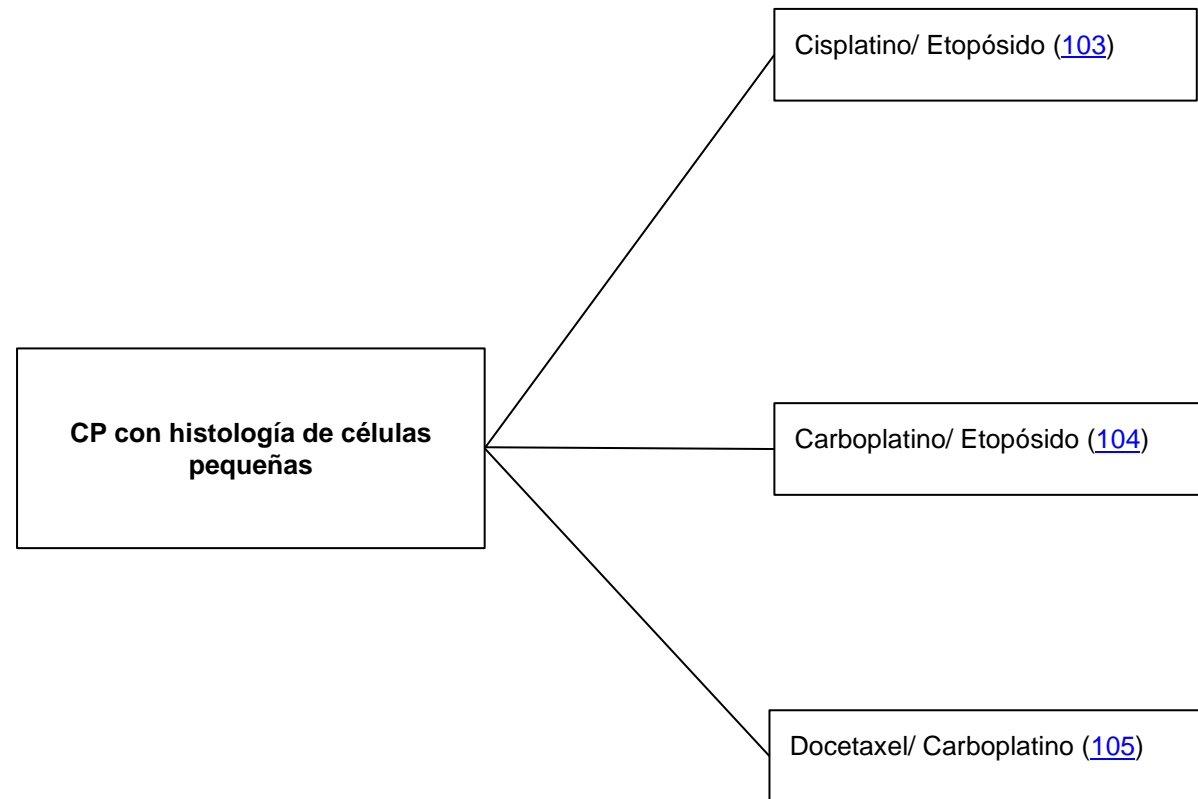 Cisplatino/ Etopósido (103)
CP con histología de células
pequeñas
Carboplatino/ Etopósido (104)
Docetaxel/ Carboplatino (105)